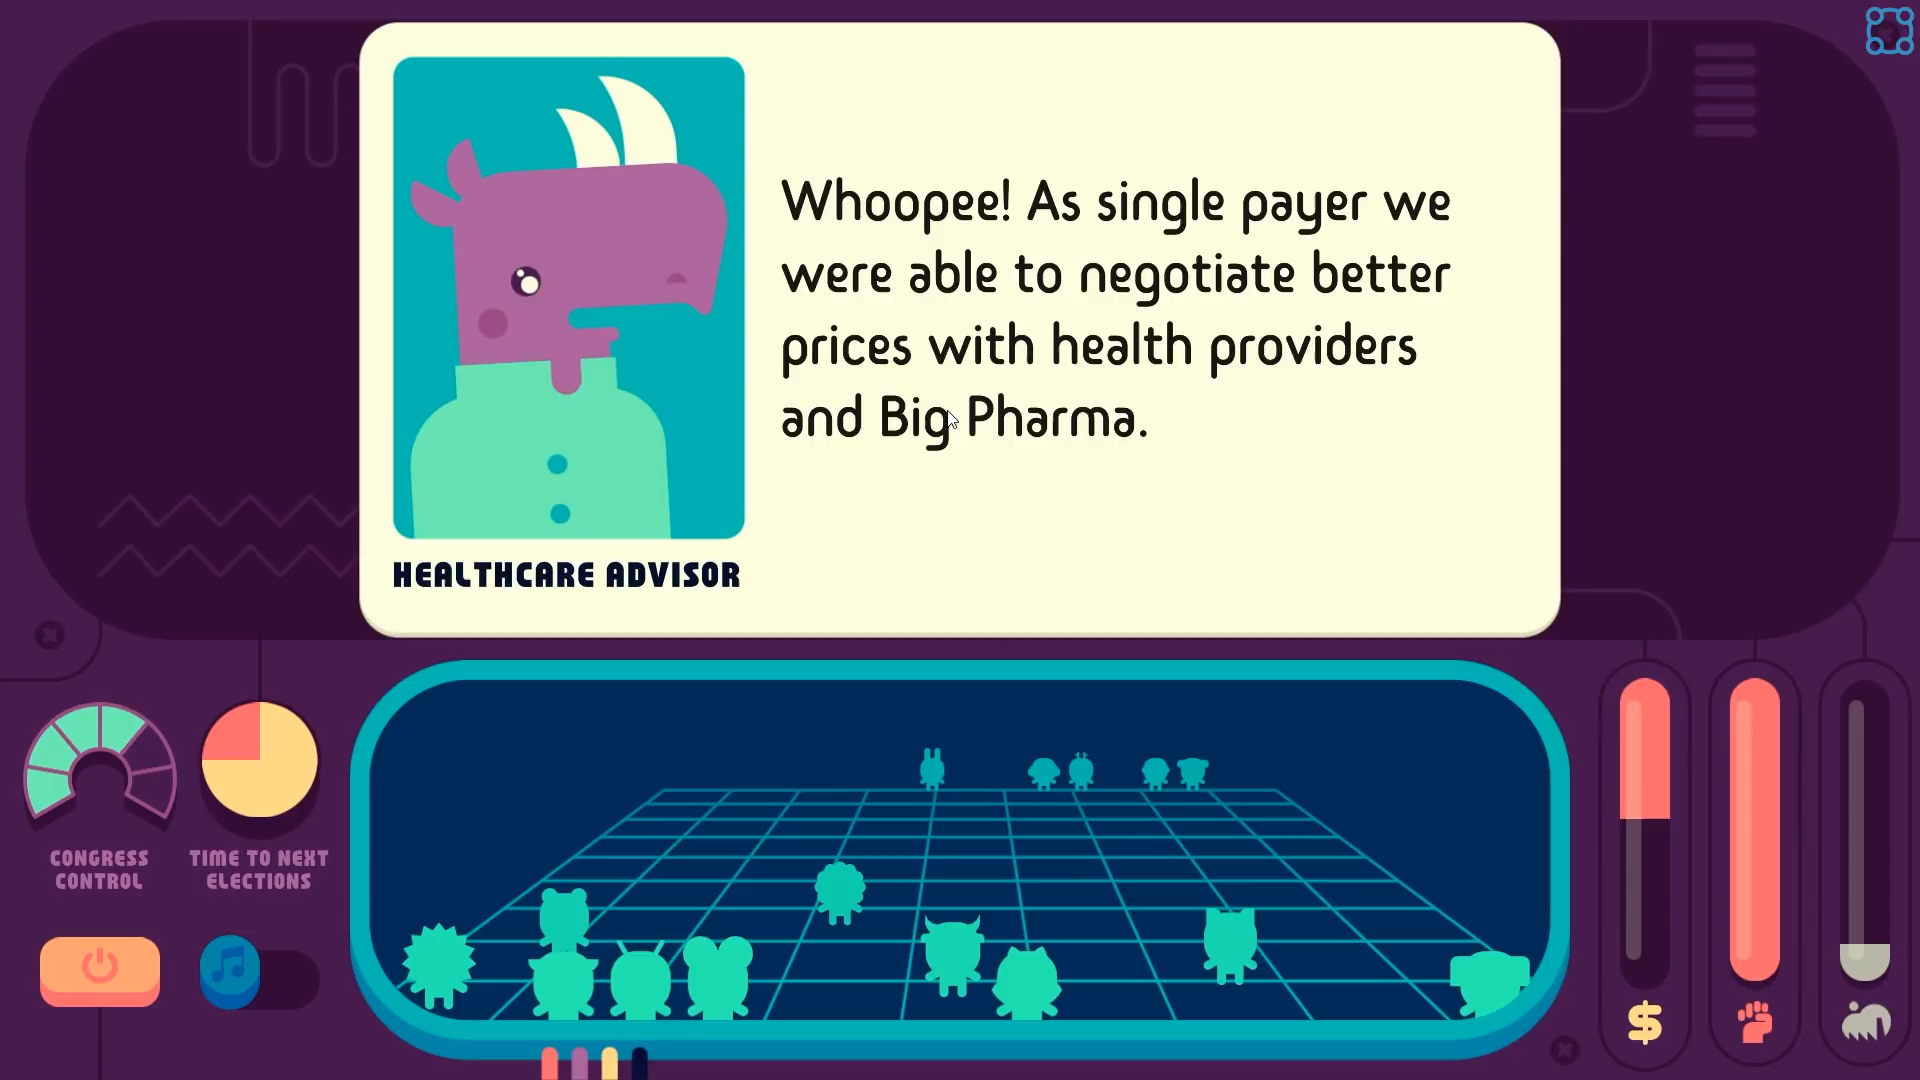 Whoopee! As single payer we
were able to negotiate better
prices with health providers
and Big Pharma.
HEALTHCARE ADVISOR
CONGRESS
CONTROL
TIME TO NEXT
ELECTIONS
$